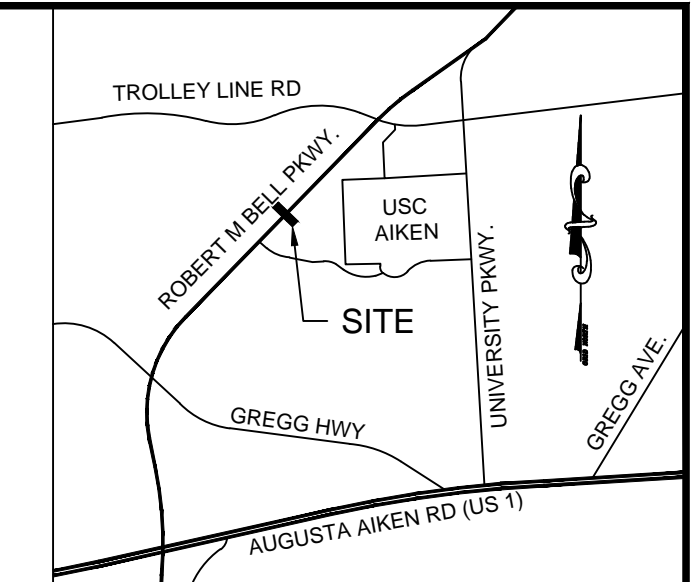 TROLLEY LINE RD
ROBERT M BELL PKWY.
USC
AIKEN
SITE
UNIVERSITY PKWY.
GREGG AVE.
GREGG HWY
AUGUSTA AIKEN RD (US 1)